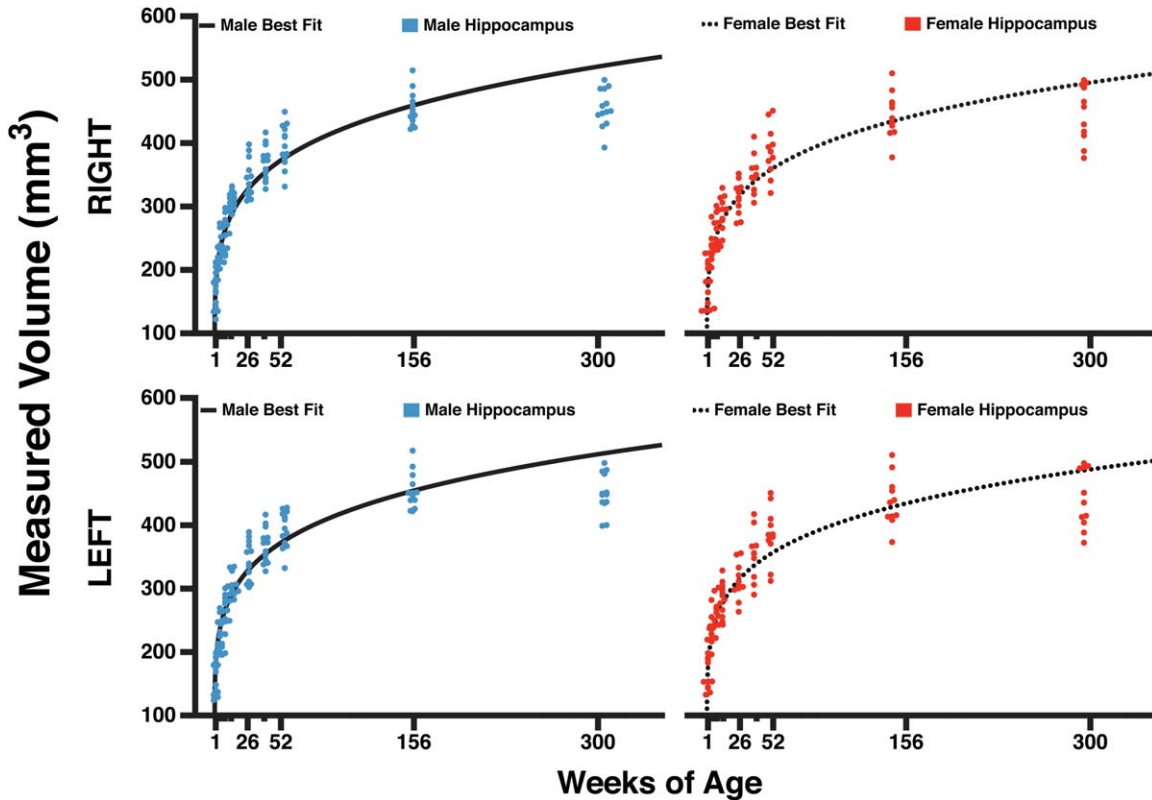 Measured Volume (mm³)
RIGHT
600
500
400
300
200
100
Male Best Fit
Male Hippocampus
1
26
52
156
300
Female Best Fit
Female Hippocampus
1
26
52
156
300
LEFT
600
500
400
300
200
100
Male Best Fit
Male Hippocampus
1
26
52
156
300
Female Best Fit
Female Hippocampus
1
26
52
156
300
Weeks of Age